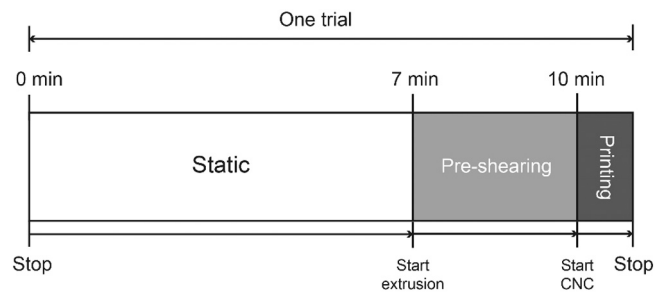 One trial
0 min
7 min
10 min
Static
Pre-shearing
Printing
Stop
Start
extrusion
Start
CNC
Stop